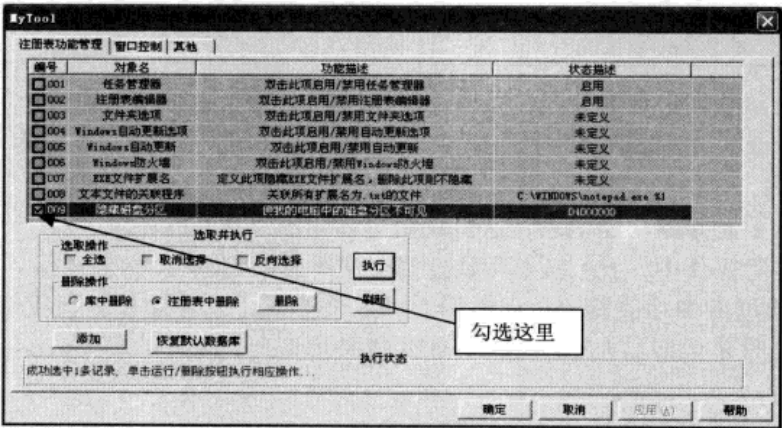 MyTool
注册表功能管理 窗口控制 其他
编号 对象名 功能描述 状态描述
001 任务管理器 双击此项启用/禁用任务管理器 启用
002 注册表编辑器 双击此项启用/禁用注册表编辑器 启用
003 文件夹选项 双击此项启用/禁用文件夹选项 未定义
004 Windows自动更新选项 双击此项启用/禁用自动更新选项 未定义
005 Windows自动更新 双击此项启用/禁用自动更新 未定义
006 Windows防火墙 双击此项启用/禁用Windows防火墙 未定义
007 EXE文件扩展名 定义此项隐藏EXE文件扩展名，删除此项则不隐藏 未定义
008 文本文件的关联程序 关联所有扩展名为.txt的文件 C:\WINDOWS\notepad.exe %1
009 隐藏磁盘分区 使我的电脑中的磁盘分区不可见 04000000
选取并执行
选取操作
全选 取消选择 反向选择 执行
删除操作
库中删除 注册表中删除 删除 刷新
勾选这里
添加 恢复默认数据库
执行状态
成功选中1条记录，单击运行/删除按钮执行相应操作...
确定 取消 应用(A) 帮助